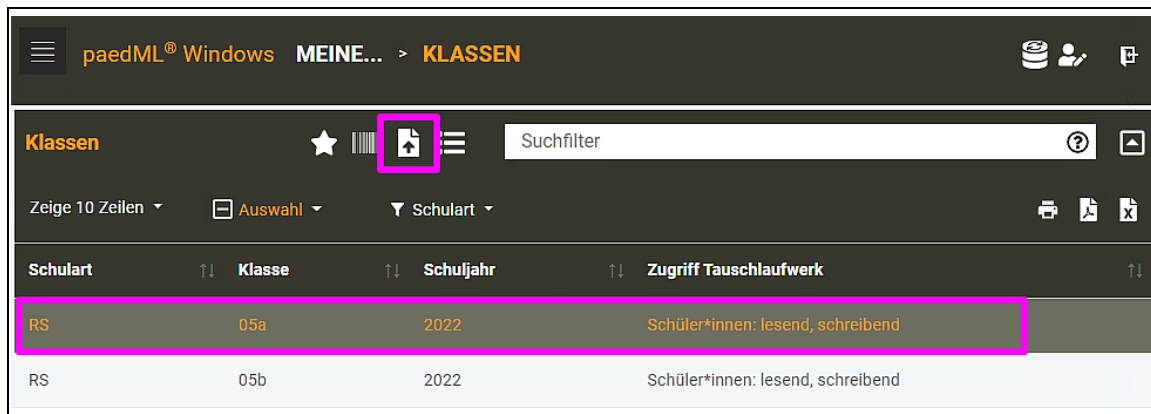 paedML® Windows MEINE... > KLASSEN
Klassen Suchfilter
Zeige 10 Zeilen Auswahl Schulart
Schulart Klasse Schuljahr Zugriff Tauschlaufwerk
RS 05a 2022 Schüler*innen: lesend, schreibend
RS 05b 2022 Schüler*innen: lesend, schreibend